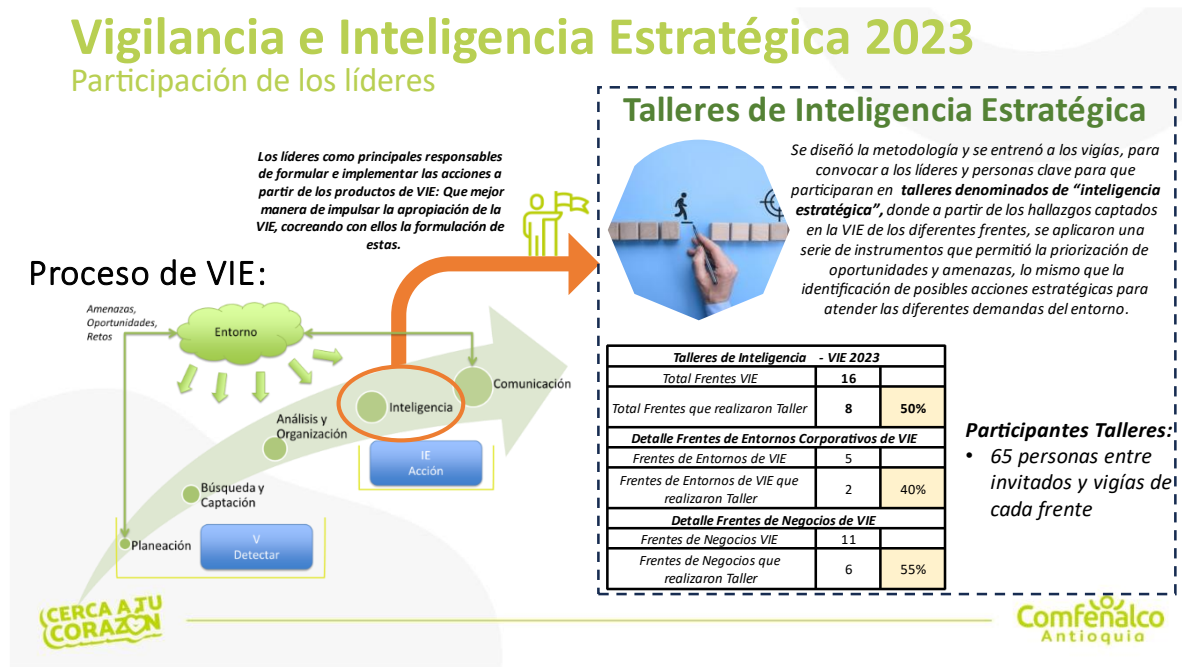 Vigilancia e Inteligencia Estratégica 2023
Participación de los líderes
Los líderes como principales responsables
de formular e implementar las acciones a
partir de los productos de VIE: Que mejor
manera de impulsar la apropiación de la
VIE, cocreando con ellos la formulación de
estas.
Proceso de VIE:
Amenazas,
Oportunidades,
Retos
Entorno
Comunicación
Inteligencia
Análisis y
Organización
IE
Acción
Búsqueda y
Captación
Planeación
V
Detectar
Talleres de Inteligencia Estratégica
Se diseñó la metodología y se entrenó a los vigías, para
convocar a los líderes y personas clave para que
participaran en talleres denominados de “inteligencia
estratégica”, donde a partir de los hallazgos captados
en la VIE de los diferentes frentes, se aplicaron una
serie de instrumentos que permitió la priorización de
oportunidades y amenazas, lo mismo que la
identificación de posibles acciones estratégicas para
atender las diferentes demandas del entorno.
Talleres de Inteligencia - VIE 2023
Total Frentes VIE 16
Total Frentes que realizaron Taller 8 50%
Detalle Frentes de Entornos Corporativos de VIE
Frentes de Entornos de VIE 5
Frentes de Entornos de VIE que
realizaron Taller 2 40%
Detalle Frentes de Negocios de VIE
Frentes de Negocios VIE 11
Frentes de Negocios que
realizaron Taller 6 55%
Participantes Talleres:
• 65 personas entre
invitados y vigías de
cada frente
CERCA A TU
CORAZÓN
Comfenalco
Antioquia